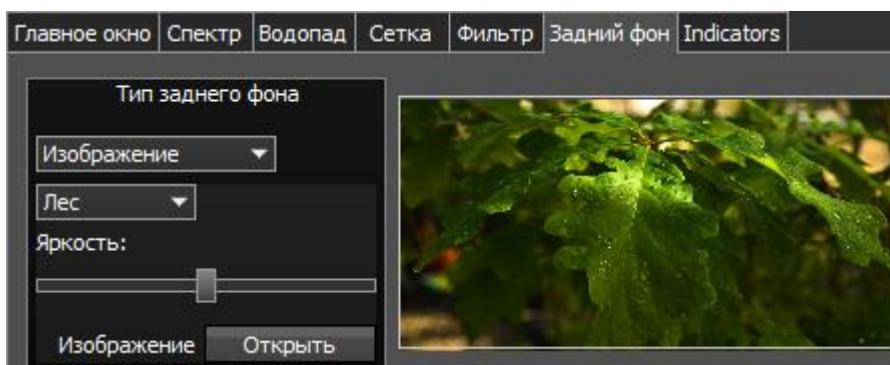 Главное окно Спектр Водопад Сетка Фильтр Задний фон Indicators
Тип заднего фона
Изображение
Лес
Яркость:
Изображение Открыть